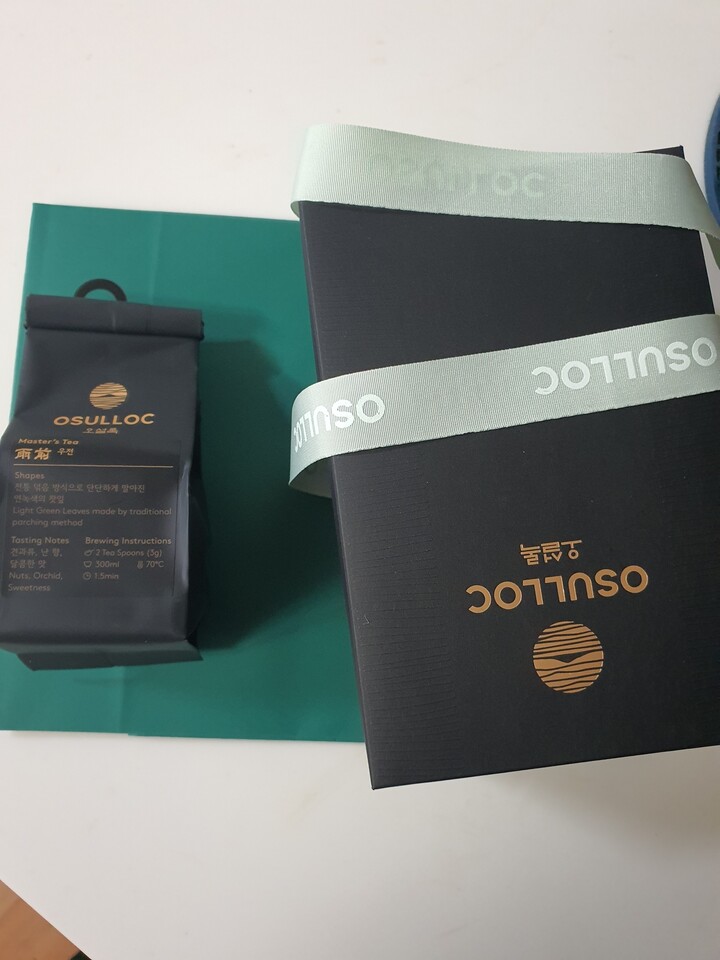 OSULLOC
오설록
Master's Tea
雨前 우전
Shapes
전통 덖음 방식으로 단단하게 말아진
연녹색의 찻잎
Light Green Leaves made by traditional
parching method
Tasting Notes
견과류, 난 향,
달콤한 맛
Nuts, Orchid,
Sweetness
Brewing Instructions
2 Tea Spoons (3g)
300ml 70°C
1.5min
OSULLOC
OSULLOC
OSULLOC
OSULLOC
오설록